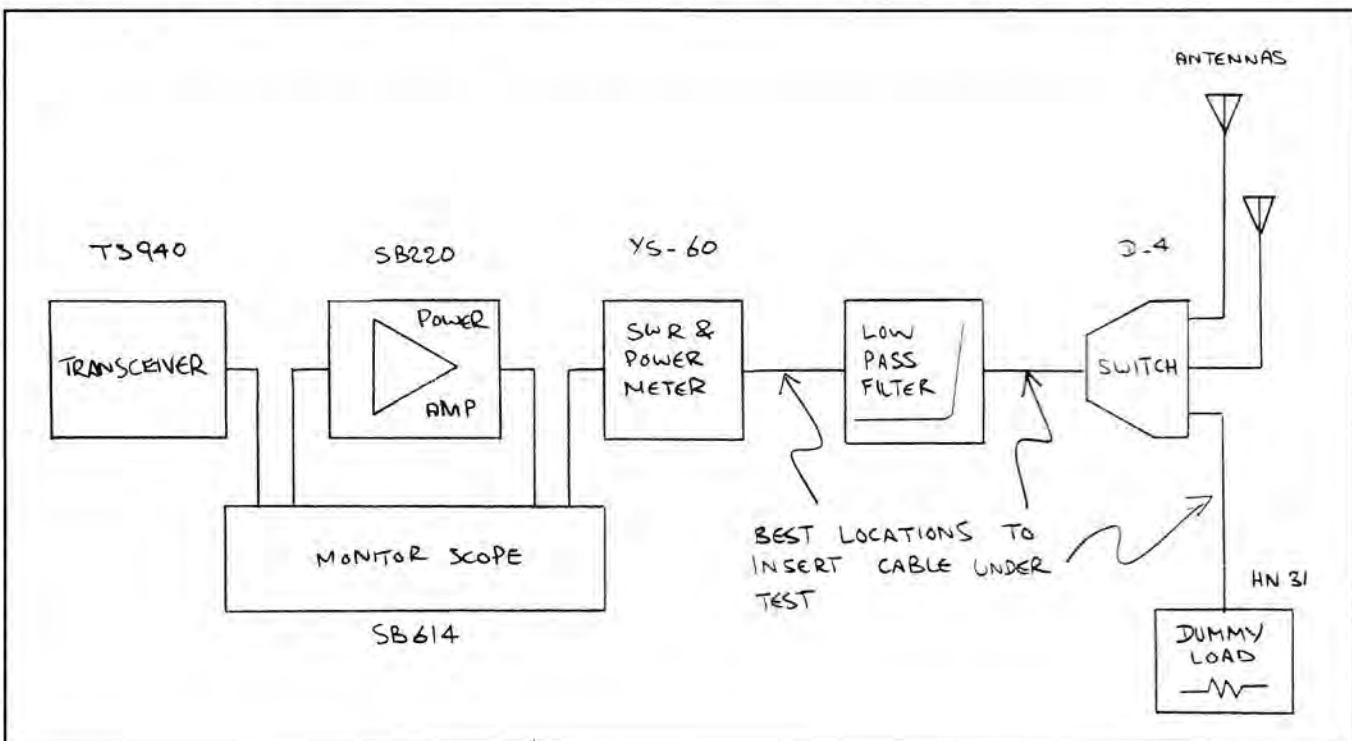 ANTENNAS
TS940
SB220
YS-60
D-4
TRANSCEIVER
POWER
AMP
SWR &
POWER
METER
LOW
PASS
FILTER
SWITCH
MONITOR SCOPE
SB614
BEST LOCATIONS TO
INSERT CABLE UNDER
TEST
HN 31
DUMMY
LOAD